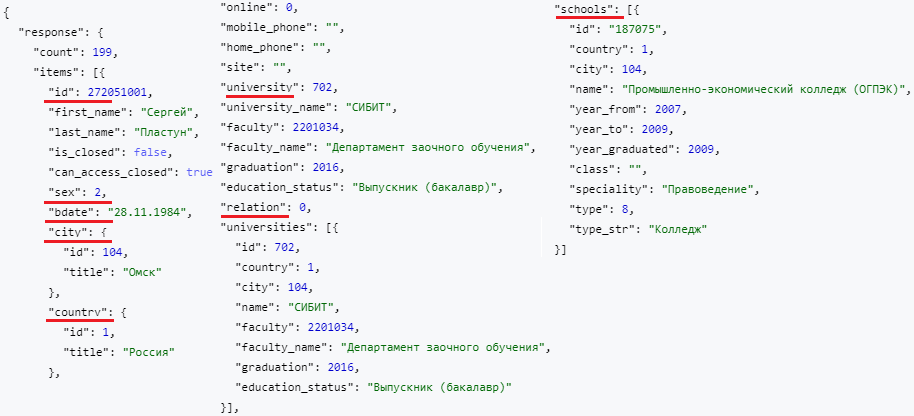 {
"response": {
"count": 199,
"items": [{
"id": 272051001,
"first_name": "Сергей",
"last_name": "Пластун",
"is_closed": false,
"can_access_closed": true
"sex": 2,
"bdate": "28.11.1984",
"city": {
"id": 104,
"title": "Омск"
},
"country": {
"id": 1,
"title": "Россия"
},
"online": 0,
"mobile_phone": "",
"home_phone": "",
"site": "",
"university": 702,
"university_name": "СИБИТ",
"faculty": 2201034,
"faculty_name": "Департамент заочного обучения",
"graduation": 2016,
"education_status": "Выпускник (бакалавр)",
"relation": 0,
"universities": [{
"id": 702,
"country": 1,
"city": 104,
"name": "СИБИТ",
"faculty": 2201034,
"faculty_name": "Департамент заочного обучения",
"graduation": 2016,
"education_status": "Выпускник (бакалавр)"
}],
"schools": [{
"id": "187075",
"country": 1,
"city": 104,
"name": "Промышленно-экономический колледж (ОГПЭК)",
"year_from": 2007,
"year_to": 2009,
"year_graduated": 2009,
"class": "",
"speciality": "Правоведение",
"type": 8,
"type_str": "Колледж"
}]